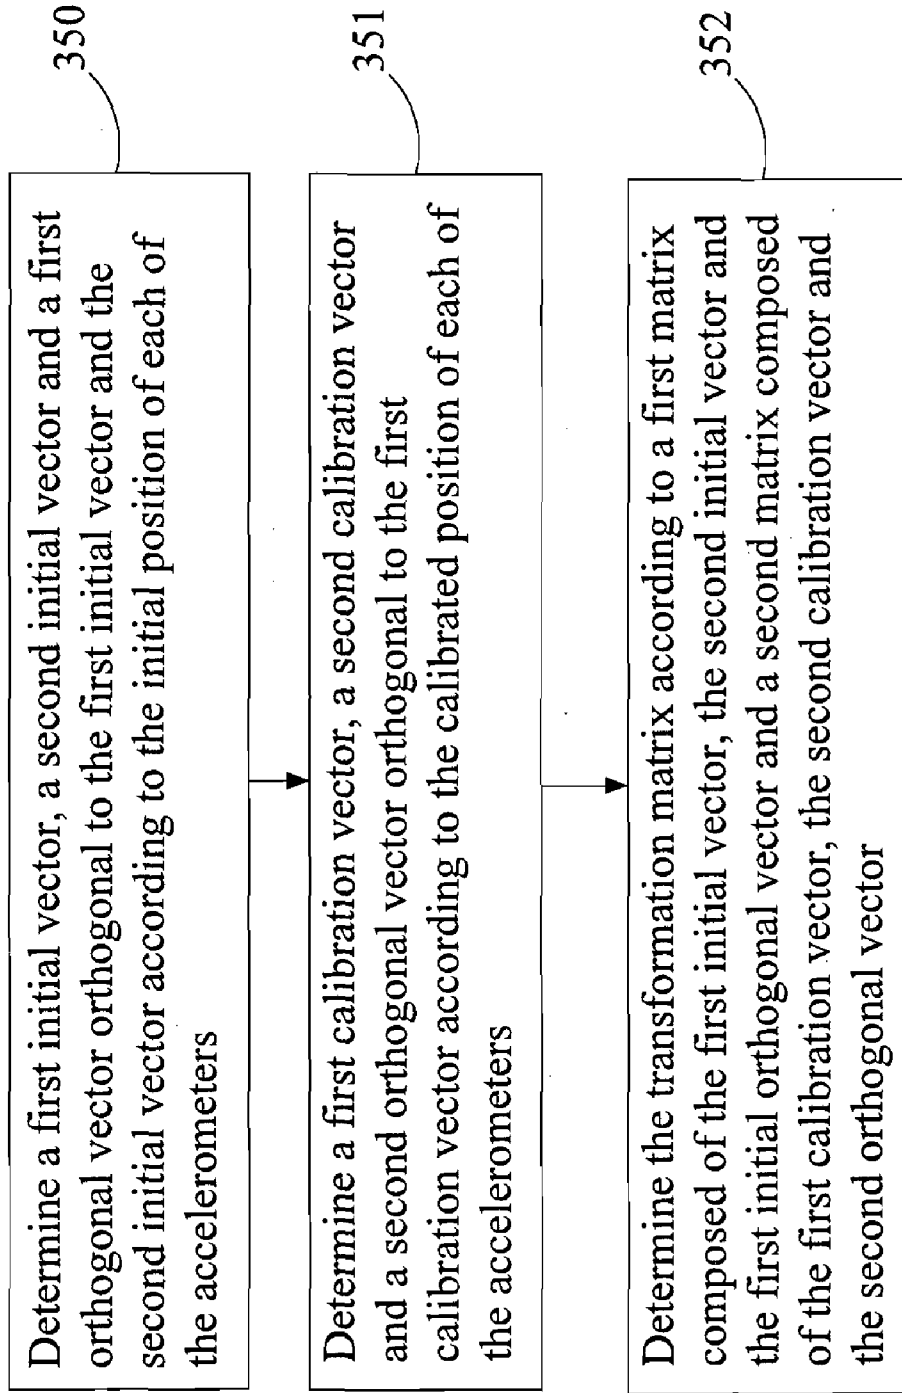 Determine a first initial vector, a second initial vector and a first
orthogonal vector orthogonal to the first initial vector and the
second initial vector according to the initial position of each of
the accelerometers
350
Determine a first calibration vector, a second calibration vector
and a second orthogonal vector orthogonal to the first
calibration vector according to the calibrated position of each of
the accelerometers
351
Determine the transformation matrix according to a first matrix
composed of the first initial vector, the second initial vector and
the first initial orthogonal vector and a second matrix composed
of the first calibration vector, the second calibration vector and
the second orthogonal vector
352